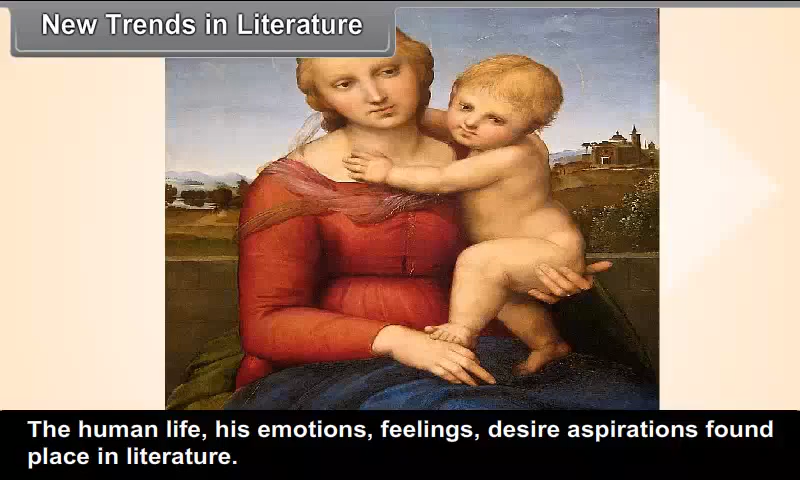 New Trends in Literature
The human life, his emotions, feelings, desire aspirations found
place in literature.